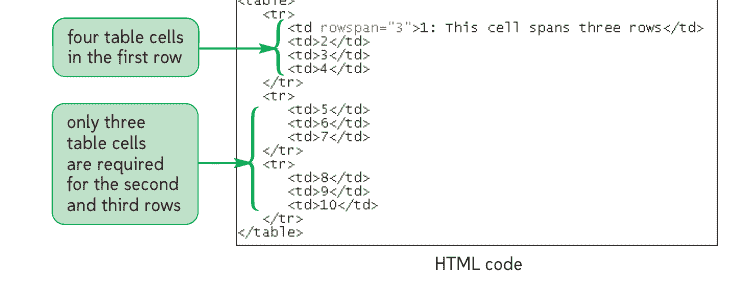 <table>
<tr>
<td rowspan="3">1: This cell spans three rows</td>
<td>2</td>
<td>3</td>
<td>4</td>
</tr>
<tr>
<td>5</td>
<td>6</td>
<td>7</td>
</tr>
<tr>
<td>8</td>
<td>9</td>
<td>10</td>
</tr>
</table>
four table cells
in the first row
only three
table cells
are required
for the second
and third rows
HTML code